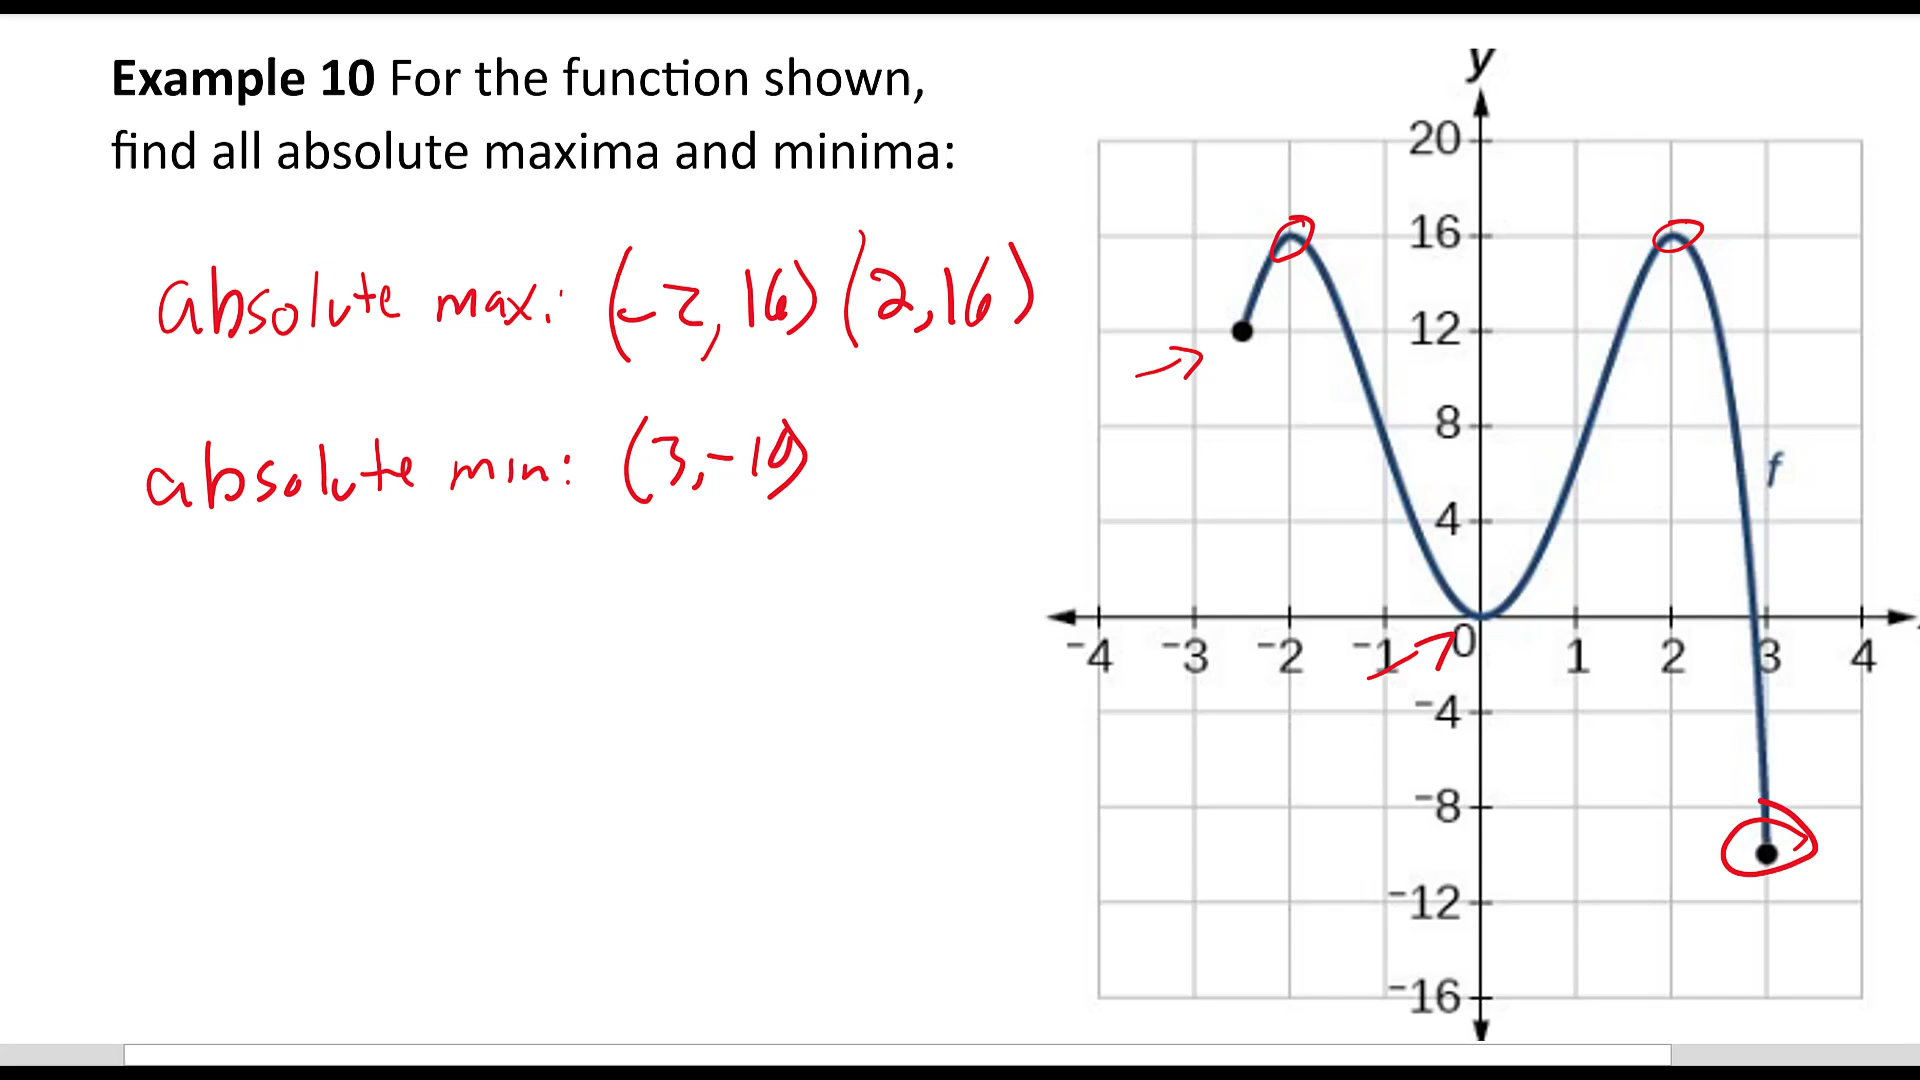 Example 10 For the function shown,
find all absolute maxima and minima:
absolute max: (-2, 16) (2, 16)
absolute min: (3, -10)
y
20
16
12
8
f
4
-4 -3 -2 -1 0 1 2 3 4
-4
-8
-12
-16